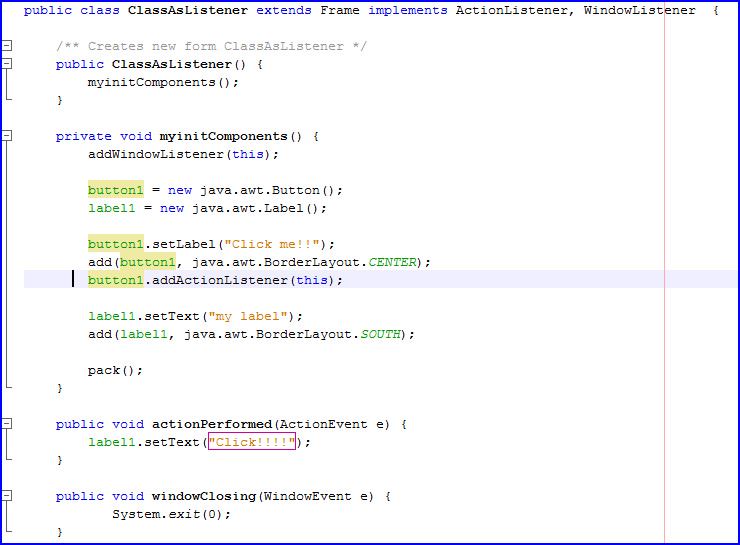 public class ClassAsListener extends Frame implements ActionListener, WindowListener  {
/** Creates new form ClassAsListener */
public ClassAsListener() {
myinitComponents();
}
private void myinitComponents() {
addWindowListener(this);
button1 = new java.awt.Button();
label1 = new java.awt.Label();
button1.setLabel("Click me!!");
add(button1, java.awt.BorderLayout.CENTER);
button1.addActionListener(this);
label1.setText("my label");
add(label1, java.awt.BorderLayout.SOUTH);
pack();
}
public void actionPerformed(ActionEvent e) {
label1.setText("Click!!!!");
}
public void windowClosing(WindowEvent e) {
System.exit(0);
}